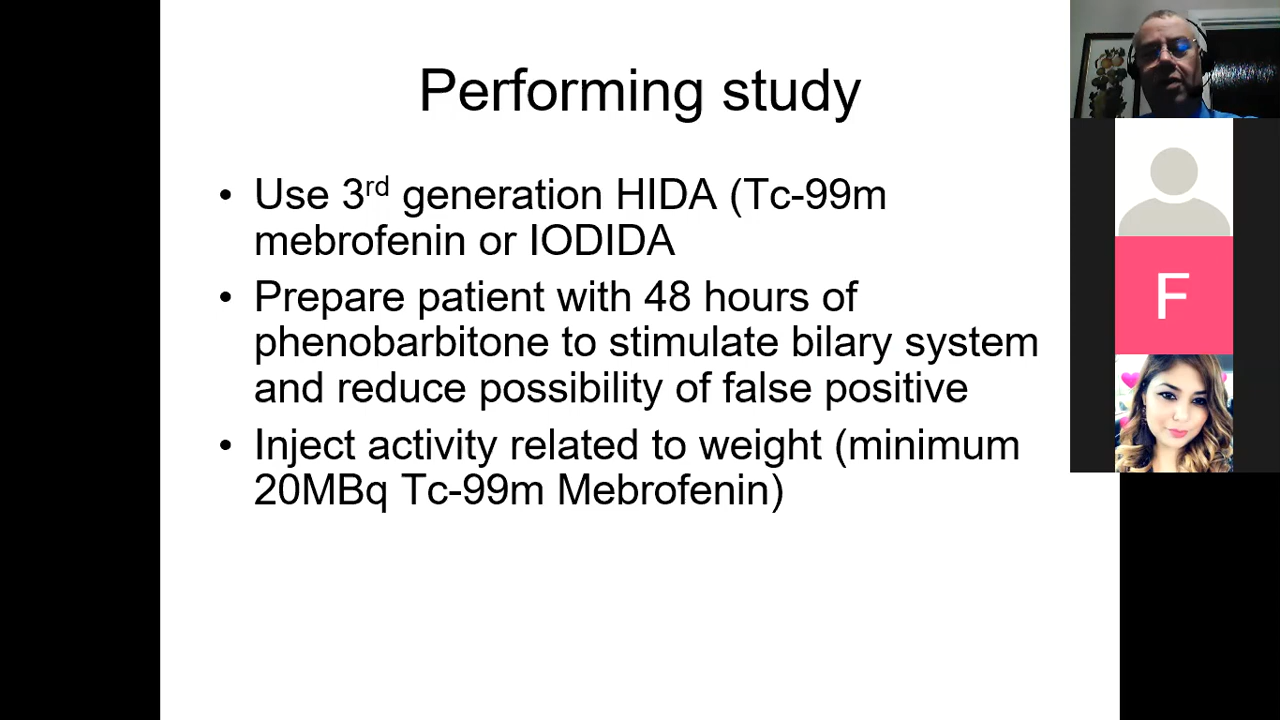 Performing study
• Use 3rd generation HIDA (Tc-99m
mebrofenin or IODIDA
• Prepare patient with 48 hours of
phenobarbitone to stimulate bilary system
and reduce possibility of false positive
• Inject activity related to weight (minimum
20MBq Tc-99m Mebrofenin)
F